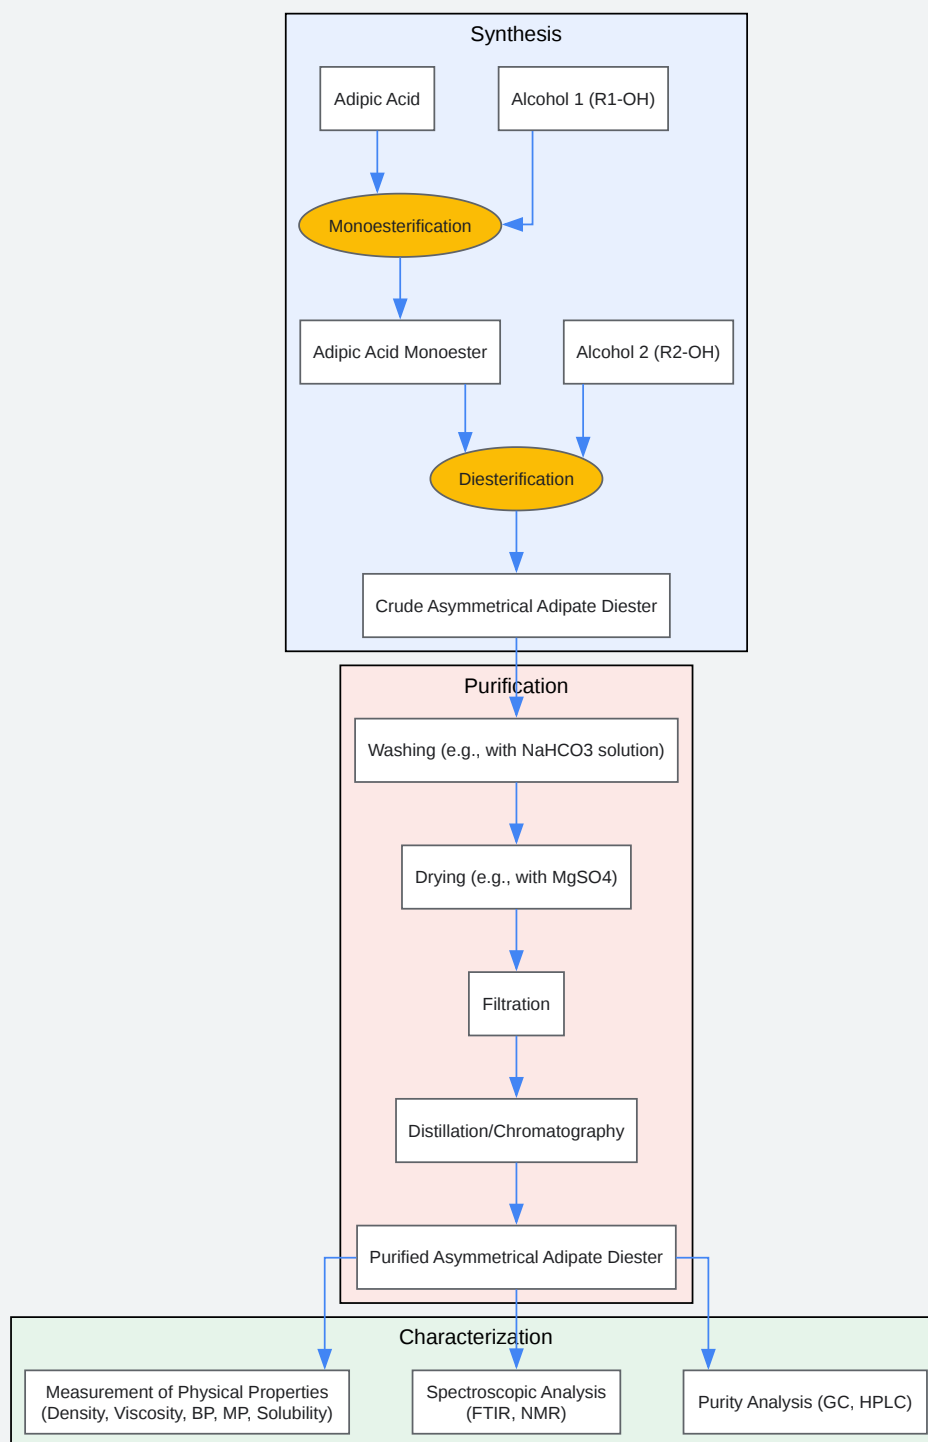 Synthesis
Adipic Acid
Alcohol 1 (R1-OH)
Monoesterification
Adipic Acid Monoester
Alcohol 2 (R2-OH)
Diesterification
Crude Asymmetrical Adipate Diester
Purification
Washing (e.g., with NaHCO3 solution)
Drying (e.g., with MgSO4)
Filtration
Distillation/Chromatography
Purified Asymmetrical Adipate Diester
Characterization
Measurement of Physical Properties
(Density, Viscosity, BP, MP, Solubility)
Spectroscopic Analysis
(FTIR, NMR)
Purity Analysis (GC, HPLC)